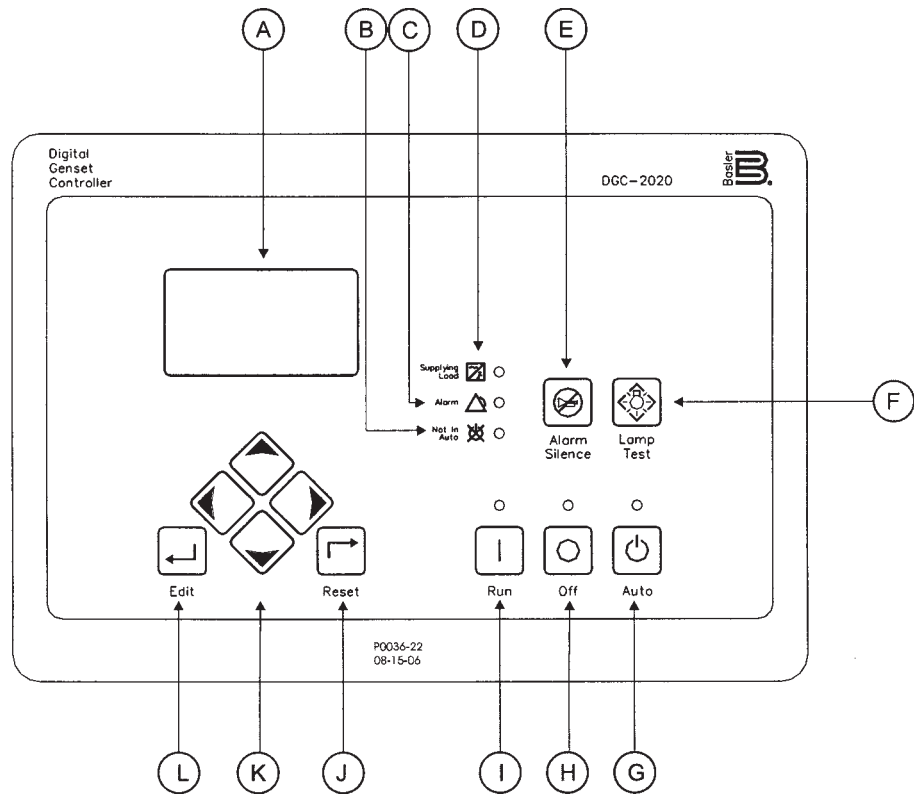 A
B
C
D
E
Digital
Genset
Controller
DGC-2020
Basler
B.
Supplying
Load
Alarm
Not In
Auto
Alarm
Silence
Lamp
Test
F
Edit
Reset
Run
Off
Auto
P0036-22
08-15-06
L
K
J
I
H
G